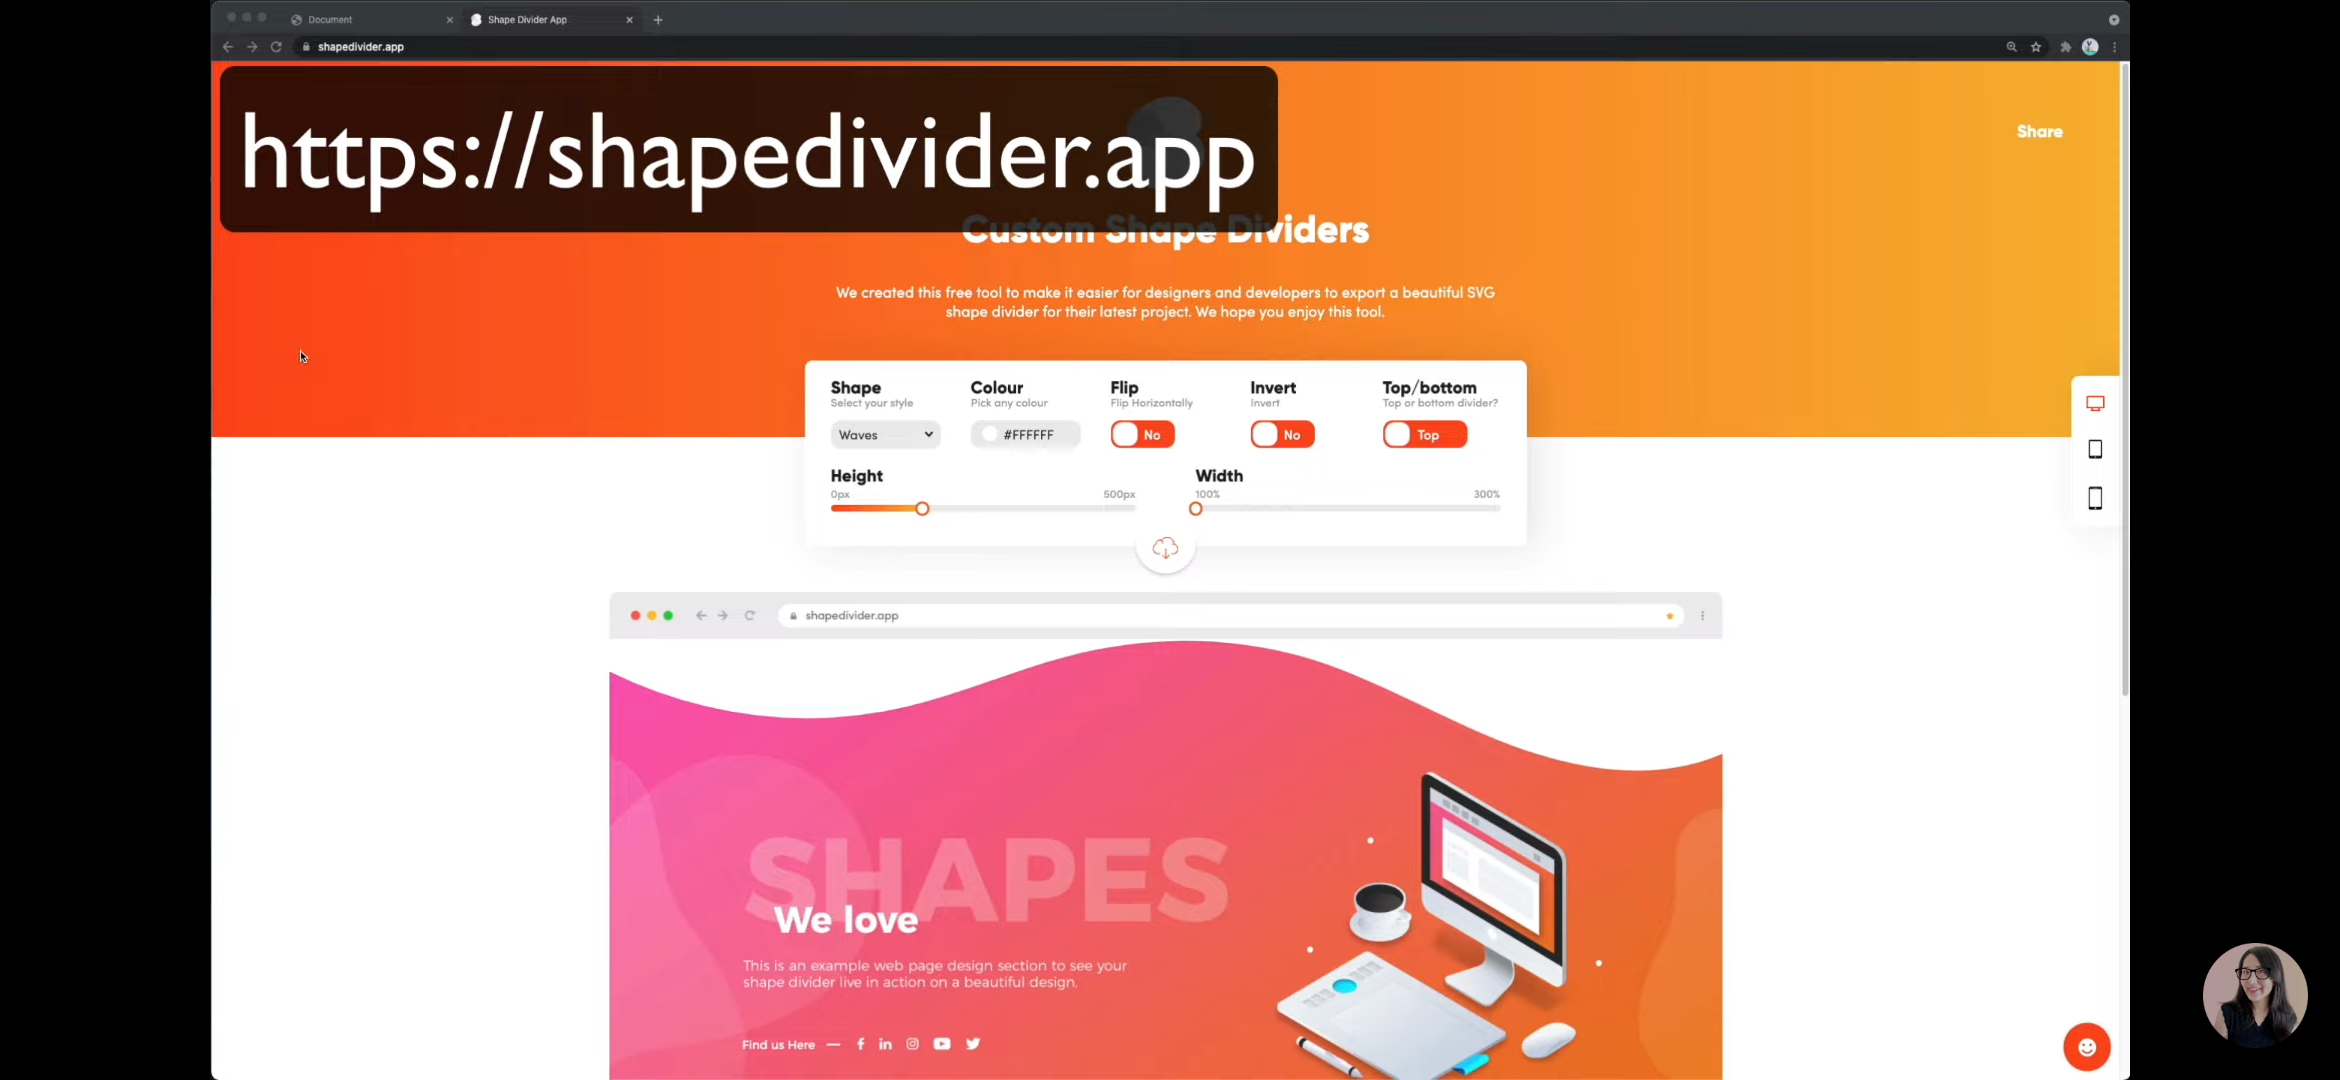 Document
Shape Divider App
shapedivider.app
https://shapedivider.app
Share
Custom Shape Dividers
We created this free tool to make it easier for designers and developers to export a beautiful SVG
shape divider for their latest project. We hope you enjoy this tool.
Shape Colour Flip Invert Top/bottom
Select your style Pick any colour Flip Horizontally Invert Top or bottom divider?
Waves #FFFFFF No No Top
Height Width
0px 500px 100% 300%
shapedivider.app
SHAPES
We love
This is an example web page design section to see your
shape divider live in action on a beautiful design.
Find us Here